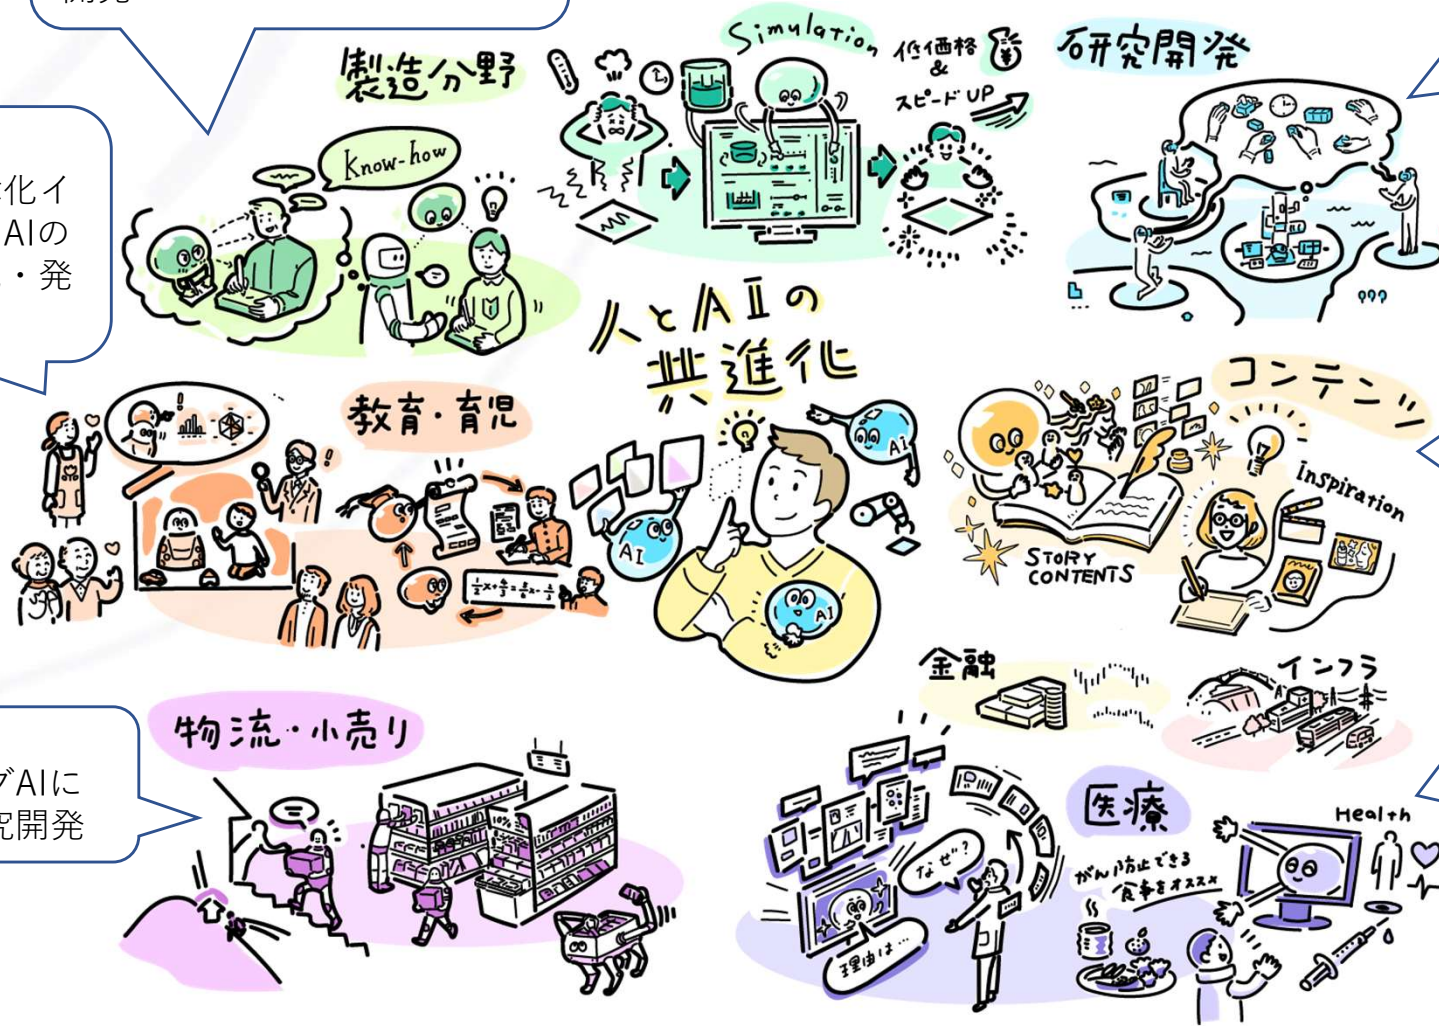 製造分野
Know-how
Simulation
低価格
&
スピードUP
研究開発
化イ
AIの
・発
人とAIの
共進化
教育・育児
AI
AI
AI
コンテンツ
inspiration
STORY
CONTENTS
金融
インフラ
物流・小売り
10%
グAIに
究開発
医療
なぜ?
理由は…
がん防止できる
食事をオススメ
Health